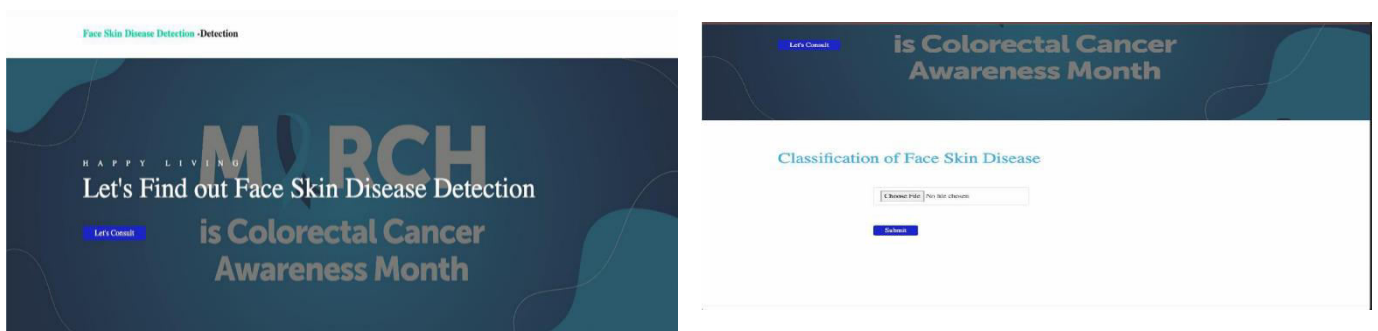 Face Skin Disease Detection -Detection
MARCH
HAPPY LIVING
Let's Find out Face Skin Disease Detection
Let's Consult
is Colorectal Cancer
Awareness Month
Let's Consult
is Colorectal Cancer
Awareness Month
Classification of Face Skin Disease
Choose File No file chosen
Submit